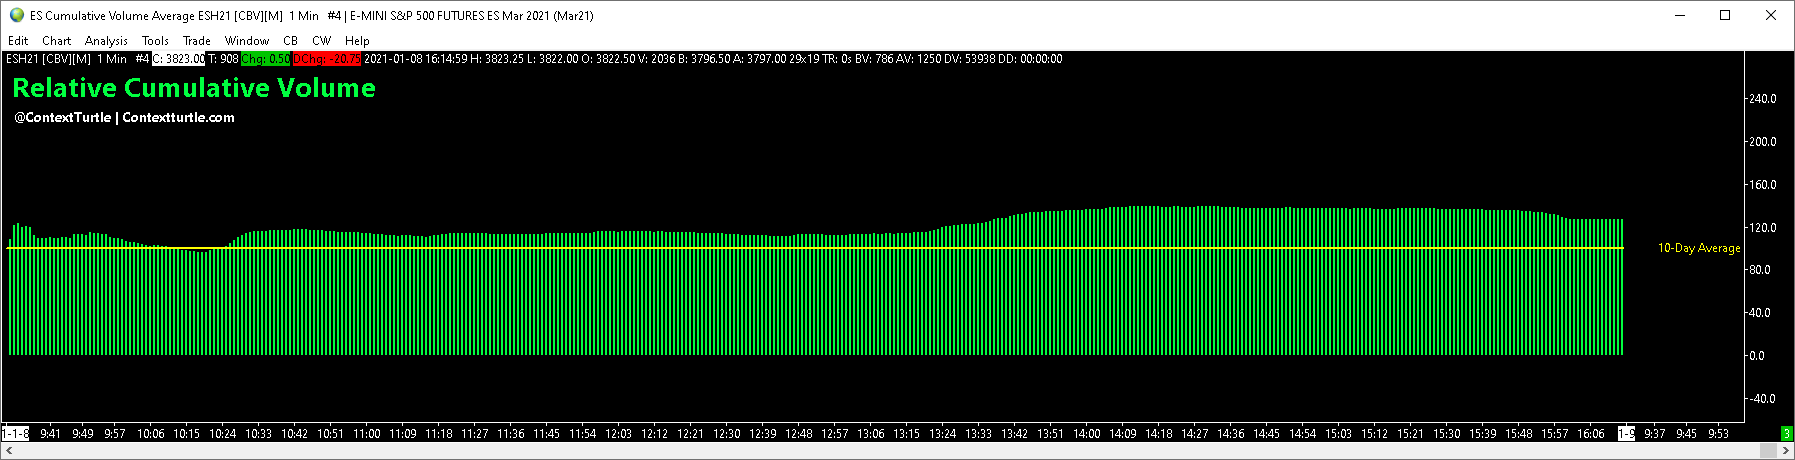 ES Cumulative Volume Average ESH21 [CBV][M]  1 Min   #4 | E-MINI S&P 500 FUTURES ES Mar 2021 (Mar21)
Edit Chart Analysis Tools Trade Window CB CW Help
ESH21 [CBV][M]  1 Min   #4 C: 3823.00 T: 908 Chg: 0.50 DChg: -20.75 2021-01-08 16:14:59 H: 3823.25 L: 3822.00 O: 3822.50 V: 2036 B: 3796.50 A: 3797.00 29x19 TR: 0s BV: 786 AV: 1250 DV: 53938 DD: 00:00:00
Relative Cumulative Volume
@ContextTurtle | Contextturtle.com
240.0
200.0
160.0
120.0
10-Day Average
80.0
40.0
0.0
-40.0
1-1-8 9:41 9:49 9:57 10:06 10:15 10:24 10:33 10:42 10:51 11:00 11:09 11:18 11:27 11:36 11:45 11:54 12:03 12:12 12:21 12:30 12:39 12:48 12:57 13:06 13:15 13:24 13:33 13:42 13:51 14:00 14:09 14:18 14:27 14:36 14:45 14:54 15:03 15:12 15:21 15:30 15:39 15:48 15:57 16:06 1-9 9:37 9:45 9:53 3